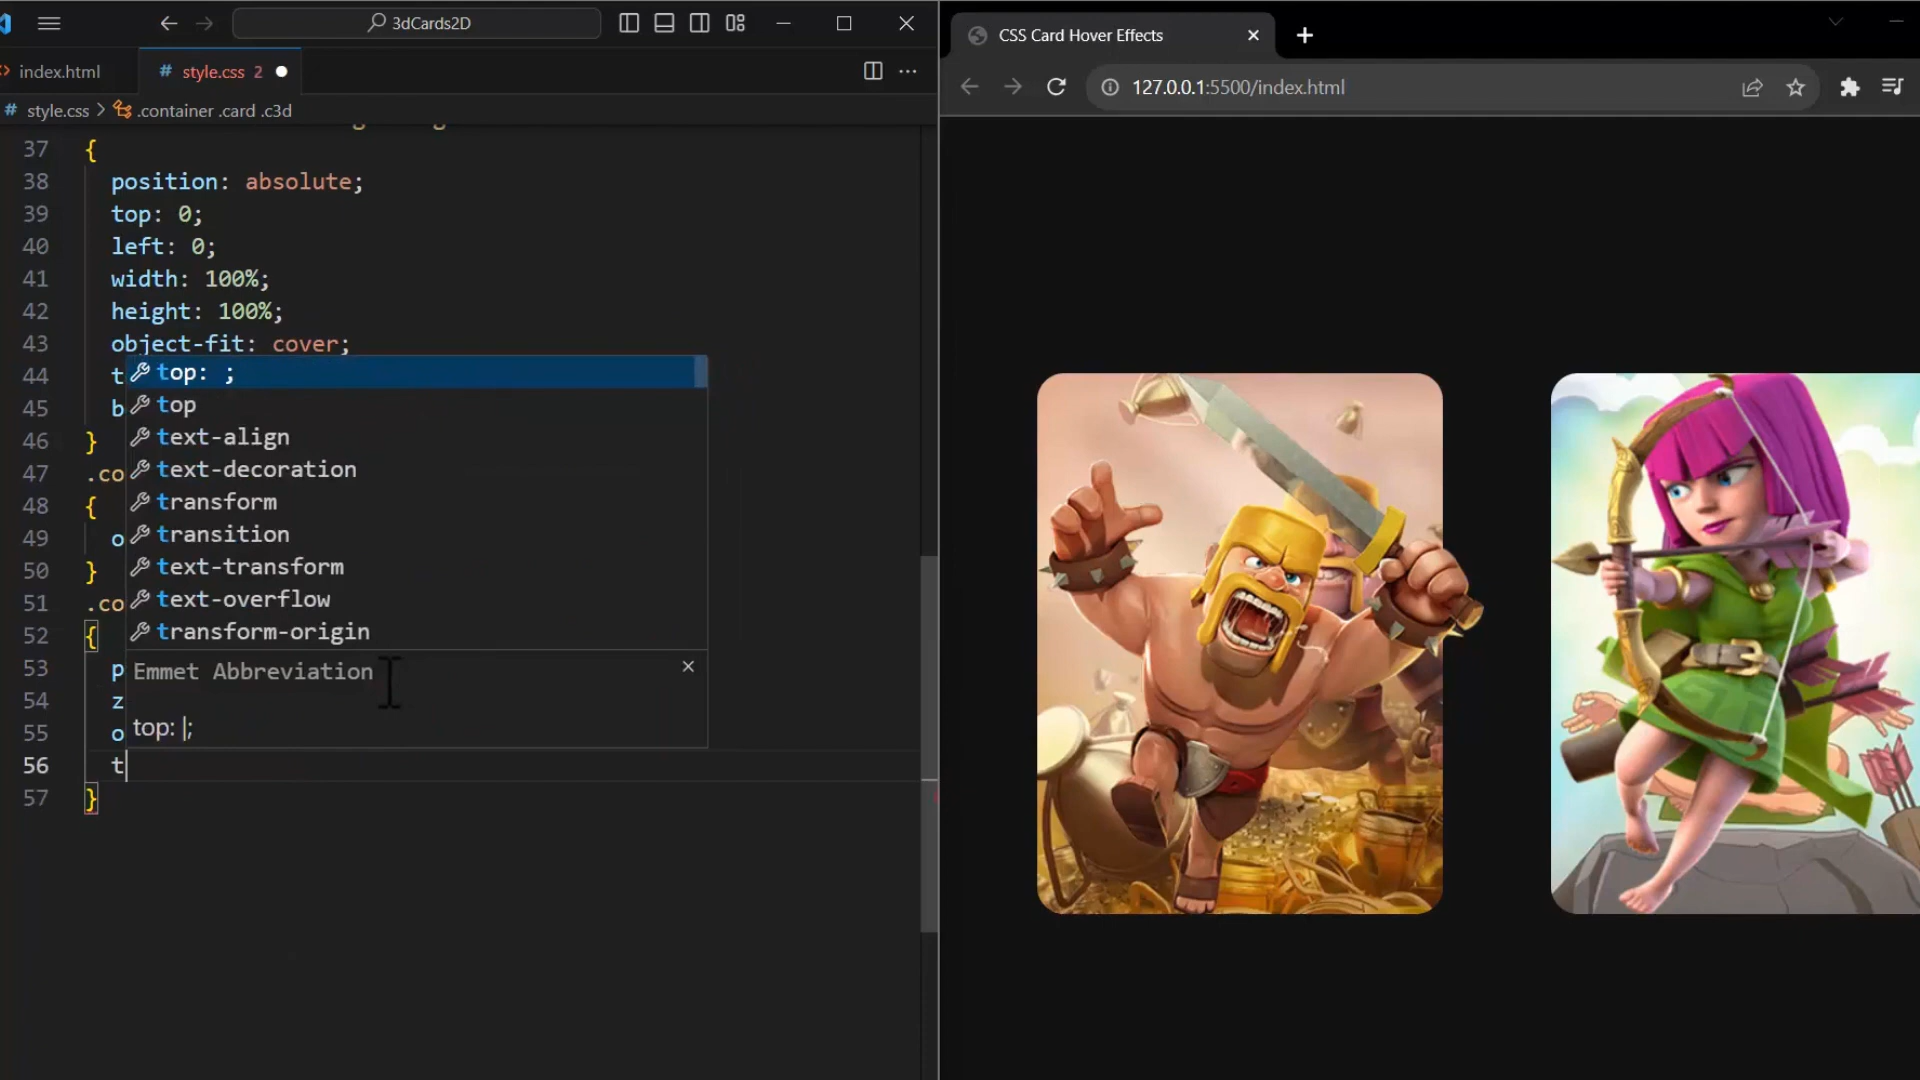 3dCards2D
index.html
# style.css 2
# style.css > .container .card .c3d
37 {
38 position: absolute;
39 top: 0;
40 left: 0;
41 width: 100%;
42 height: 100%;
43 object-fit: cover;
44 t
45 b
46 }
47 .co
48 {
49 o
50 }
51 .co
52 {
53 p
54 z
55 o
56 t
57 }
top: ;
top
text-align
text-decoration
transform
transition
text-transform
text-overflow
transform-origin
Emmet Abbreviation
top: |;
CSS Card Hover Effects
127.0.0.1:5500/index.html